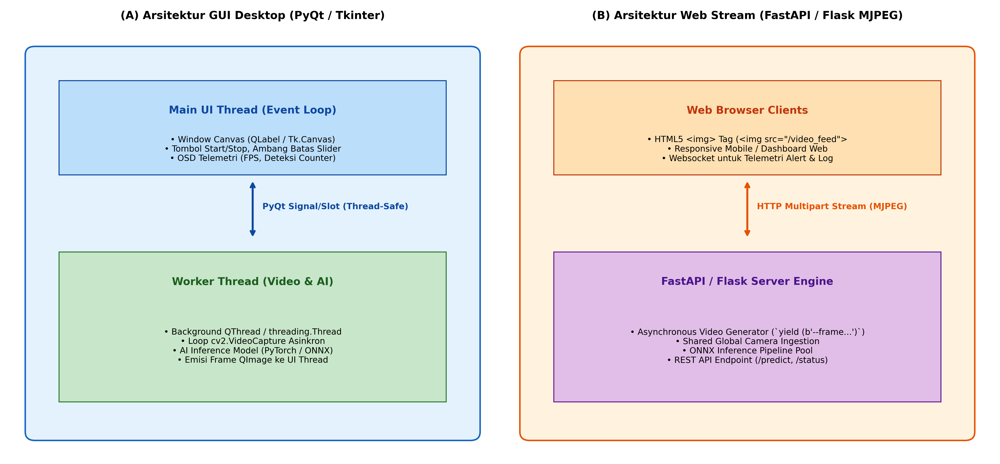 (A) Arsitektur GUI Desktop (PyQt / Tkinter)
Main UI Thread (Event Loop)
• Window Canvas (QLabel / Tk.Canvas)
• Tombol Start/Stop, Ambang Batas Slider
• OSD Telemetri (FPS, Deteksi Counter)
PyQt Signal/Slot (Thread-Safe)
Worker Thread (Video & AI)
• Background QThread / threading.Thread
• Loop cv2.VideoCapture Asinkron
• AI Inference Model (PyTorch / ONNX)
• Emisi Frame QImage ke UI Thread
(B) Arsitektur Web Stream (FastAPI / Flask MJPEG)
Web Browser Clients
• HTML5 <img> Tag (<img src="/video_feed">
• Responsive Mobile / Dashboard Web
• Websocket untuk Telemetri Alert & Log
HTTP Multipart Stream (MJPEG)
FastAPI / Flask Server Engine
• Asynchronous Video Generator (`yield (b'--frame...')`)
• Shared Global Camera Ingestion
• ONNX Inference Pipeline Pool
• REST API Endpoint (/predict, /status)